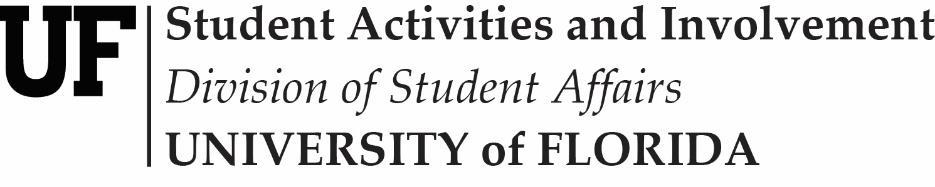 UF
Student Activities and Involvement
Division of Student Affairs
UNIVERSITY of FLORIDA